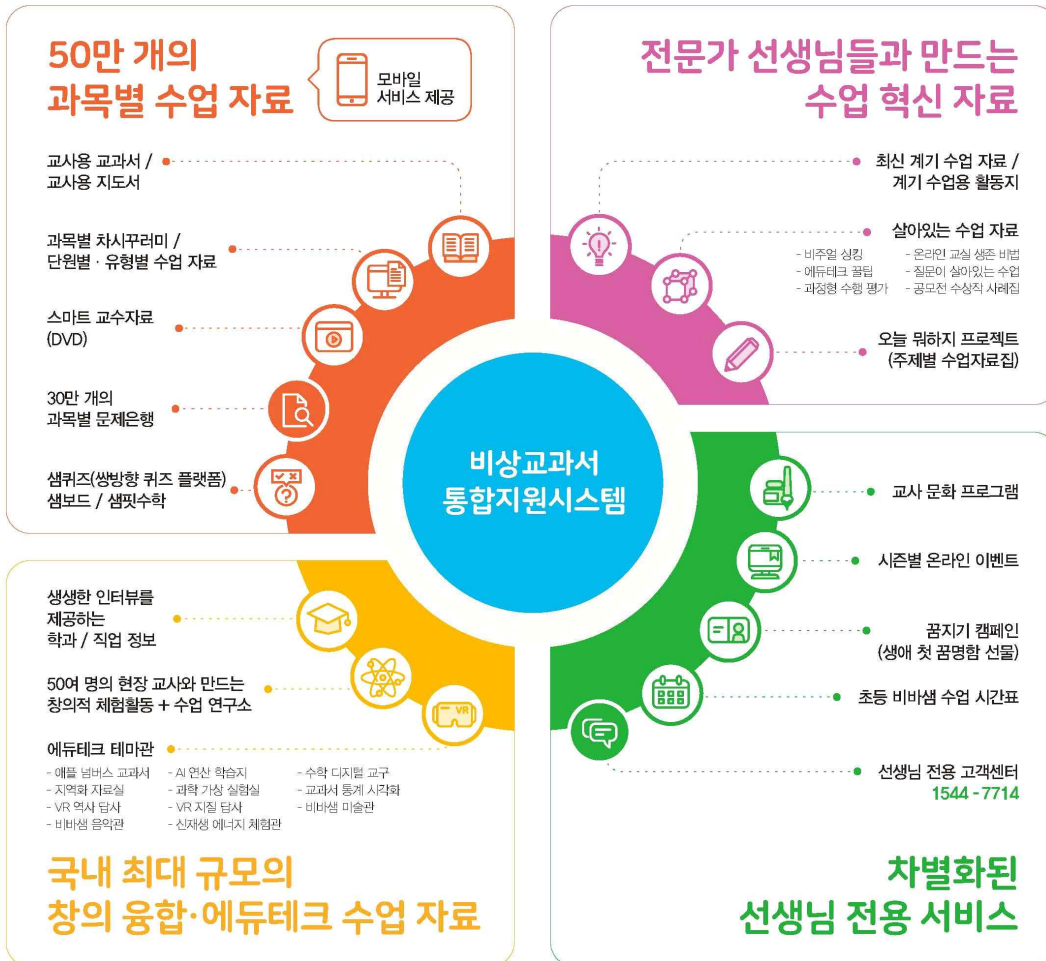 50만 개의
과목별 수업 자료
모바일
서비스 제공
교사용 교과서 /
교사용 지도서
과목별 차시꾸러미 /
단원별 · 유형별 수업 자료
스마트 교수자료
(DVD)
30만 개의
과목별 문제은행
샘퀴즈(쌍방향 퀴즈 플랫폼)
샘보드 / 샘핏수학
전문가 선생님들과 만드는
수업 혁신 자료
최신 계기 수업 자료 /
계기 수업용 활동지
살아있는 수업 자료
- 비주얼 싱킹
- 에듀테크 꿀팁
- 과정형 수행 평가
- 온라인 교실 생존 비법
- 질문이 살아있는 수업
- 공모전 수상작 사례집
오늘 뭐하지 프로젝트
(주제별 수업자료집)
비상교과서
통합지원시스템
생생한 인터뷰를
제공하는
학과 / 직업 정보
50여 명의 현장 교사와 만드는
창의적 체험활동 + 수업 연구소
에듀테크 테마관
- 애플 넘버스 교과서
- 지역화 자료실
- VR 역사 답사
- 비바샘 음악관
- AI 연산 학습지
- 과학 가상 실험실
- VR 지질 답사
- 신재생 에너지 체험관
- 수학 디지털 교구
- 교과서 통계 시각화
- 비바샘 미술관
VR
국내 최대 규모의
창의 융합·에듀테크 수업 자료
교사 문화 프로그램
시즌별 온라인 이벤트
꿈지기 캠페인
(생애 첫 꿈명함 선물)
초등 비바샘 수업 시간표
선생님 전용 고객센터
1544 - 7714
차별화된
선생님 전용 서비스